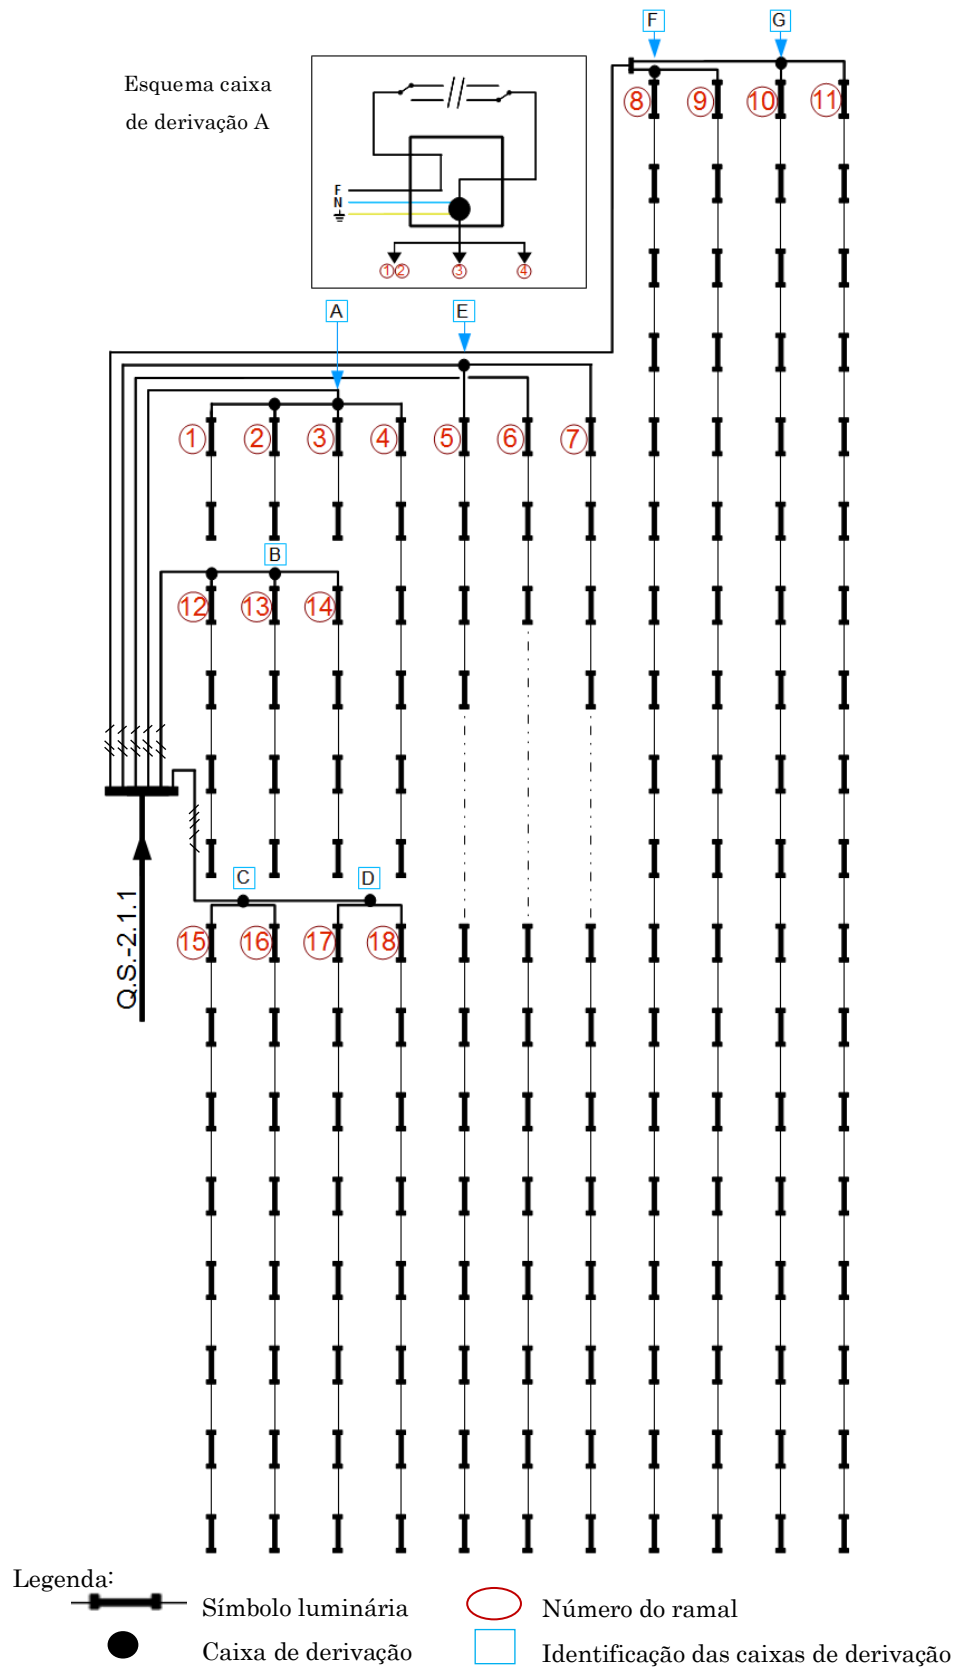 F
G
Esquema caixa
de derivação A
8
9
10
11
F
N
1 2
3
4
A
E
1
2
3
4
5
6
7
B
12
13
14
C
D
15
16
17
18
Q.S.-2.1.1
Legenda:
Símbolo luminária
Número do ramal
Caixa de derivação
Identificação das caixas de derivação